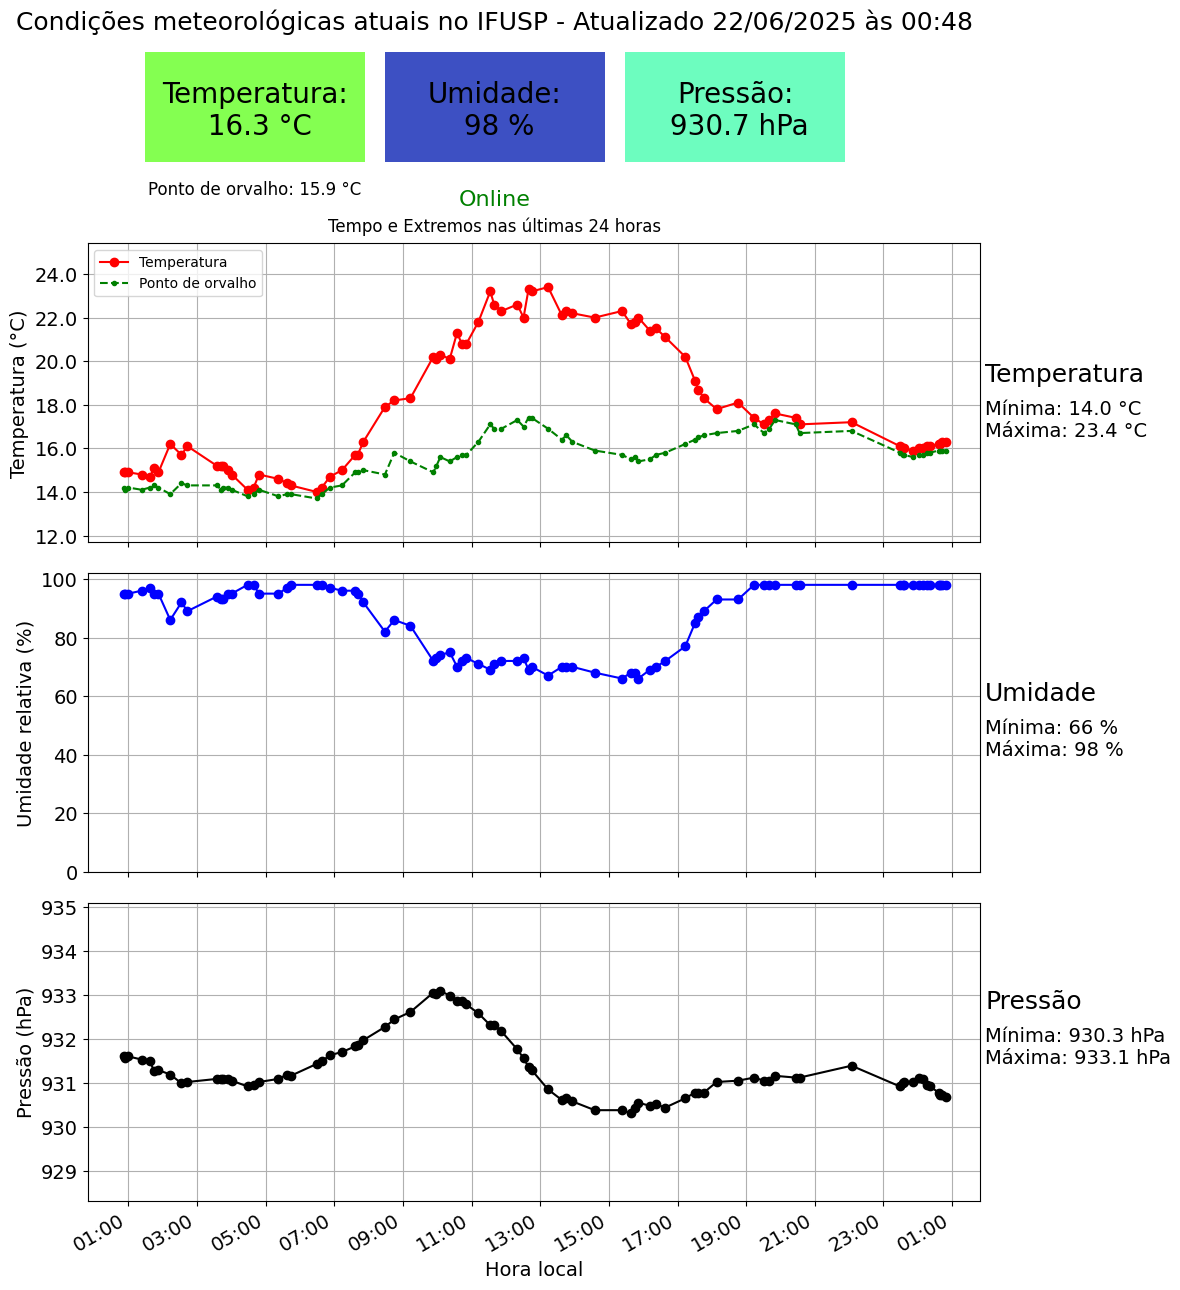 Condições meteorológicas atuais no IFUSP - Atualizado 22/06/2025 às 00:48
Temperatura:
16.3 °C
Umidade:
98 %
Pressão:
930.7 hPa
Ponto de orvalho: 15.9 °C
Online
Tempo e Extremos nas últimas 24 horas
Temperatura (°C)
24.0
22.0
20.0
18.0
16.0
14.0
12.0
Temperatura
Ponto de orvalho
Temperatura
Mínima: 14.0 °C
Máxima: 23.4 °C
Umidade relativa (%)
100
80
60
40
20
0
Umidade
Mínima: 66 %
Máxima: 98 %
Pressão (hPa)
935
934
933
932
931
930
929
Pressão
Mínima: 930.3 hPa
Máxima: 933.1 hPa
01:00
03:00
05:00
07:00
09:00
11:00
13:00
15:00
17:00
19:00
21:00
23:00
01:00
Hora local